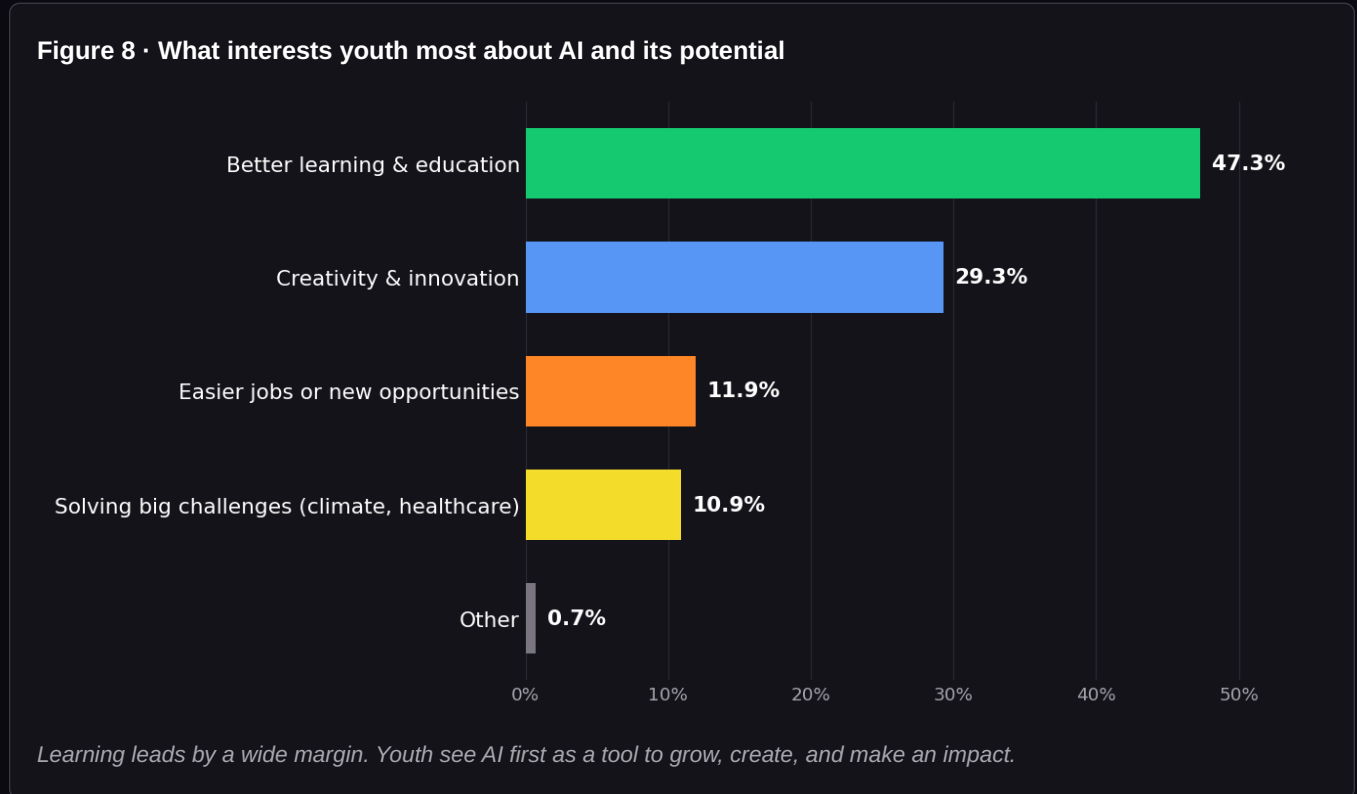 Figure 8 · What interests youth most about AI and its potential
Better learning & education 47.3%
Creativity & innovation 29.3%
Easier jobs or new opportunities 11.9%
Solving big challenges (climate, healthcare) 10.9%
Other 0.7%
0% 10% 20% 30% 40% 50%
Learning leads by a wide margin. Youth see AI first as a tool to grow, create, and make an impact.